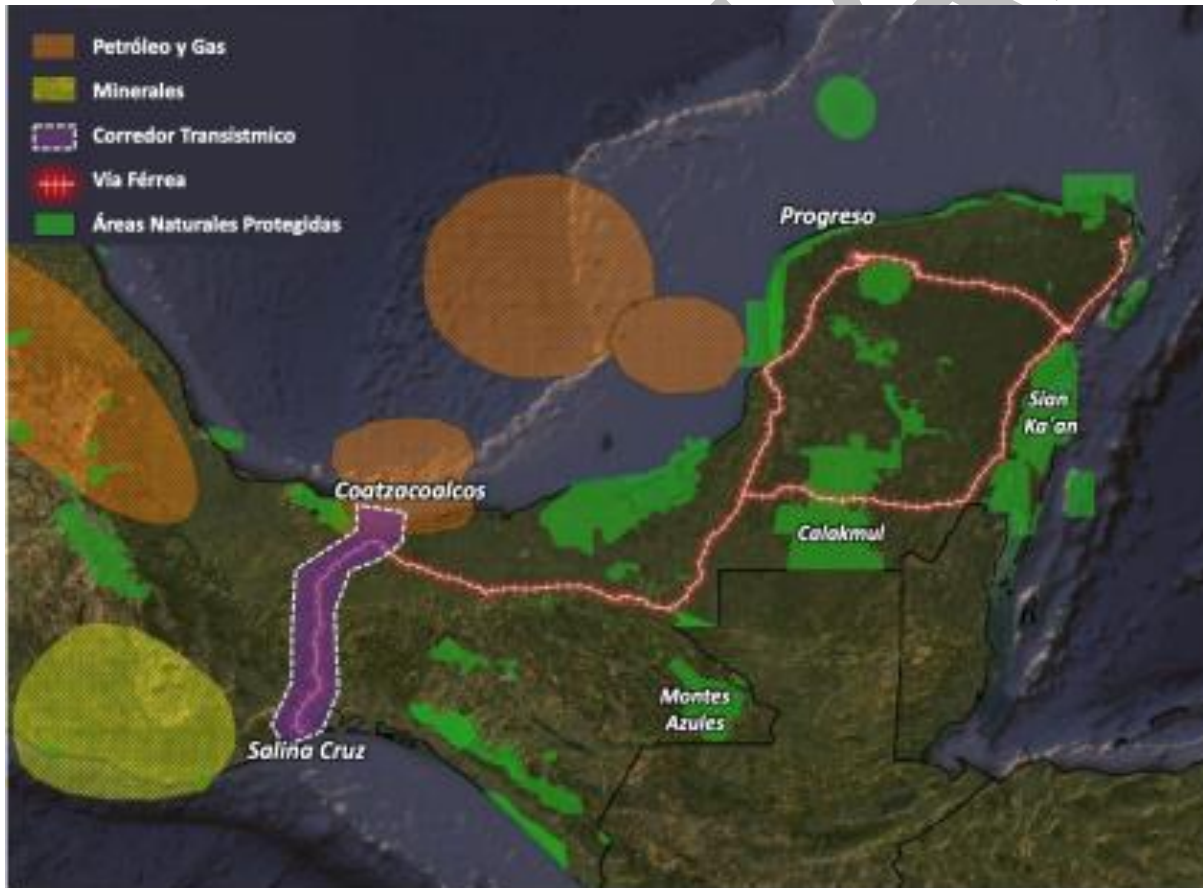 Petróleo y Gas
Minerales
Corredor Transístmico
Vía Férrea
Áreas Naturales Protegidas
Progreso
Sian
Ka'an
Coatzacoalcos
Calakmul
Montes
Azules
Salina Cruz